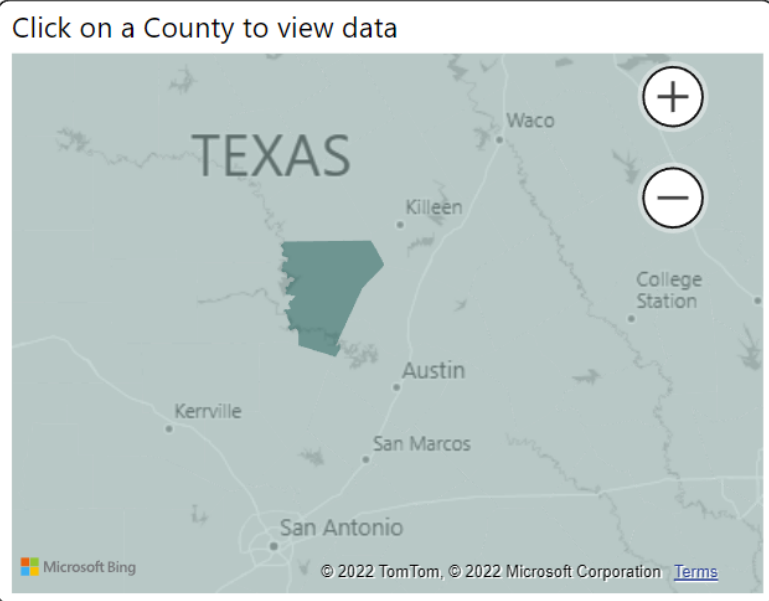 Click on a County to view data
Waco
TEXAS
Killeen
College
Station
Austin
Kerrville
San Marcos
San Antonio
Microsoft Bing
© 2022 TomTom, © 2022 Microsoft Corporation Terms